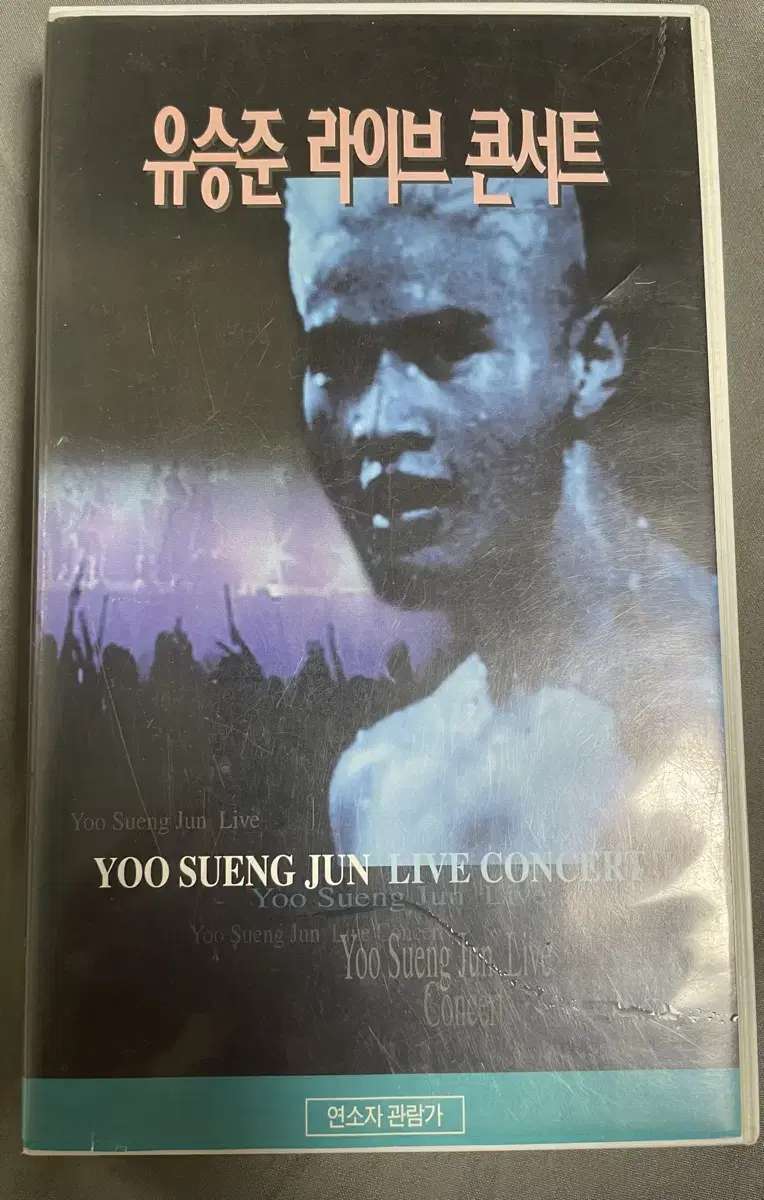 유승준 라이브 콘서트
Yoo Sueng Jun Live
YOO SUENG JUN LIVE CONCERT
Yoo Sueng Jun Live
Yoo Sueng Jun Live Concert
Yoo Sueng Jun Live
Concert
연소자 관람가